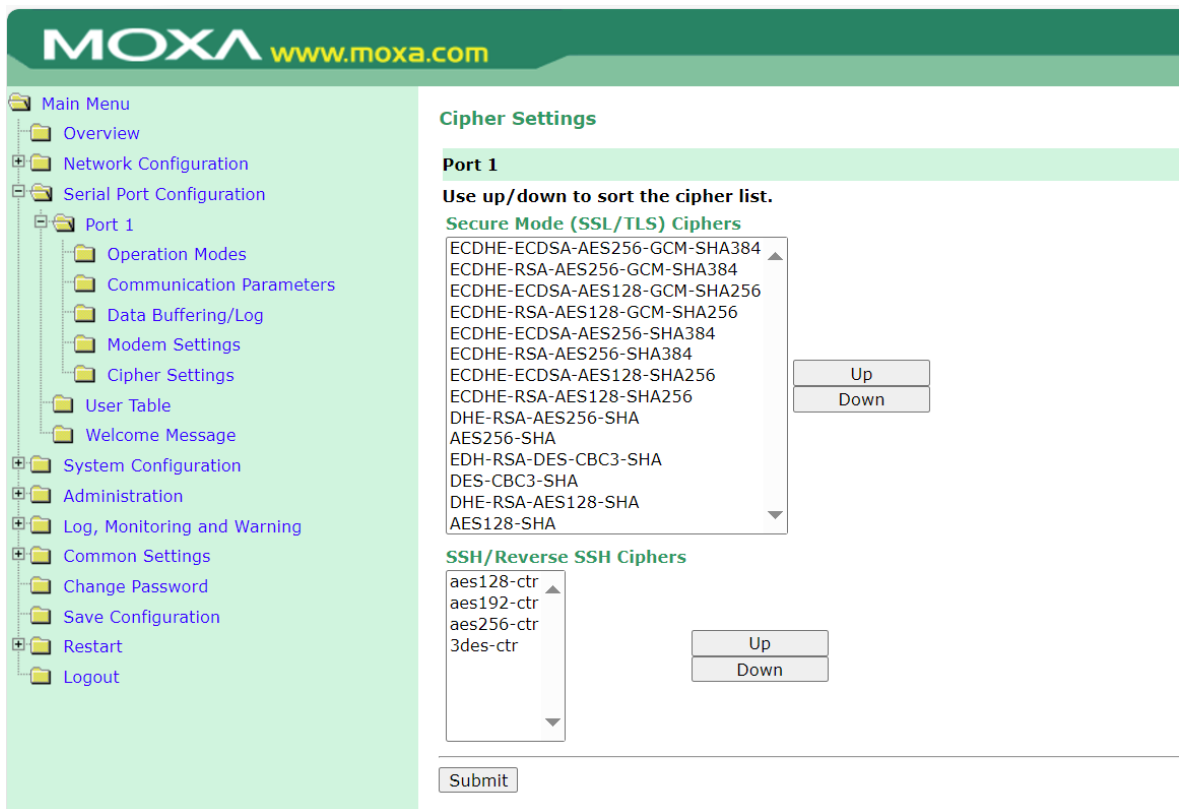 MOXA www.moxa.com
Main Menu
Overview
Network Configuration
Serial Port Configuration
Port 1
Operation Modes
Communication Parameters
Data Buffering/Log
Modem Settings
Cipher Settings
User Table
Welcome Message
System Configuration
Administration
Log, Monitoring and Warning
Common Settings
Change Password
Save Configuration
Restart
Logout
Cipher Settings
Port 1
Use up/down to sort the cipher list.
Secure Mode (SSL/TLS) Ciphers
ECDHE-ECDSA-AES256-GCM-SHA384
ECDHE-RSA-AES256-GCM-SHA384
ECDHE-ECDSA-AES128-GCM-SHA256
ECDHE-RSA-AES128-GCM-SHA256
ECDHE-ECDSA-AES256-SHA384
ECDHE-RSA-AES256-SHA384
ECDHE-ECDSA-AES128-SHA256
ECDHE-RSA-AES128-SHA256
DHE-RSA-AES256-SHA
AES256-SHA
EDH-RSA-DES-CBC3-SHA
DES-CBC3-SHA
DHE-RSA-AES128-SHA
AES128-SHA
Up
Down
SSH/Reverse SSH Ciphers
aes128-ctr
aes192-ctr
aes256-ctr
3des-ctr
Up
Down
Submit